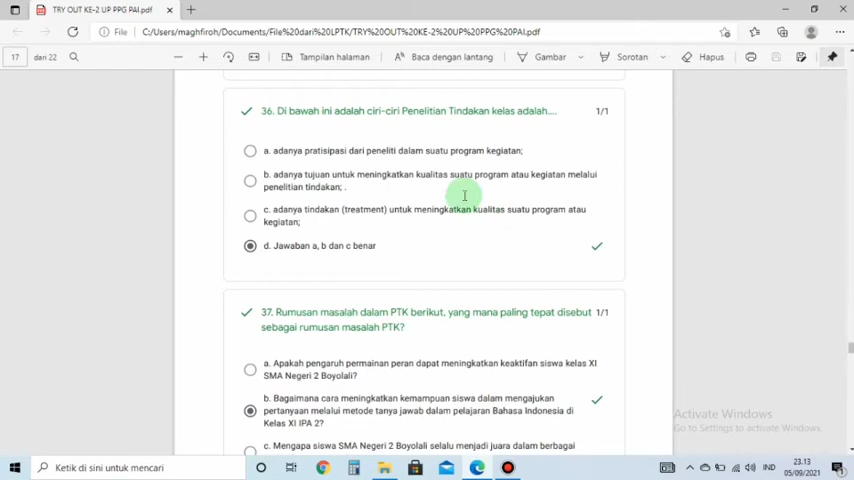 TRY OUT KE-2 UP PPG PAI.pdf
File C:/Users/maghfiroh/Documents/File%20dari%20LPTK/TRY%20OUT%20KE-2%20UP%20PPG%20PAI.pdf
17 dari 22 Tampilan halaman Baca dengan lantang Gambar Sorotan Hapus
36. Di bawah ini adalah ciri-ciri Penelitian Tindakan kelas adalah.... 1/1
a. adanya pratisipasi dari peneliti dalam suatu program kegiatan;
b. adanya tujuan untuk meningkatkan kualitas suatu program atau kegiatan melalui
penelitian tindakan; .
c. adanya tindakan (treatment) untuk meningkatkan kualitas suatu program atau
kegiatan;
d. Jawaban a, b dan c benar
37. Rumusan masalah dalam PTK berikut, yang mana paling tepat disebut 1/1
sebagai rumusan masalah PTK?
a. Apakah pengaruh permainan peran dapat meningkatkan keaktifan siswa kelas XI
SMA Negeri 2 Boyolali?
b. Bagaimana cara meningkatkan kemampuan siswa dalam mengajukan
pertanyaan melalui metode tanya jawab dalam pelajaran Bahasa Indonesia di
Kelas XI IPA 2?
c. Mengapa siswa SMA Negeri 2 Boyolali selalu menjadi juara dalam berbagai
Activate Windows
Go to Settings to activate Windows.
Ketik di sini untuk mencari
IND
23.13
05/09/2021
1